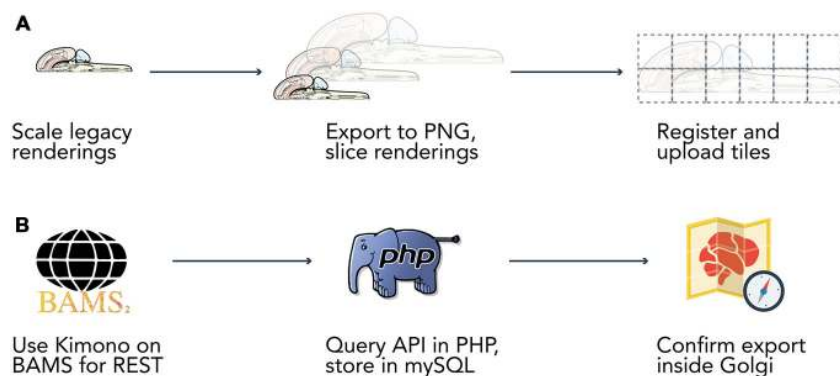 A
Scale legacy
renderings
Export to PNG,
slice renderings
Register and
upload tiles
B
BAMS2
php
Use Kimono on
BAMS for REST
Query API in PHP,
store in mySQL
Confirm export
inside Golgi